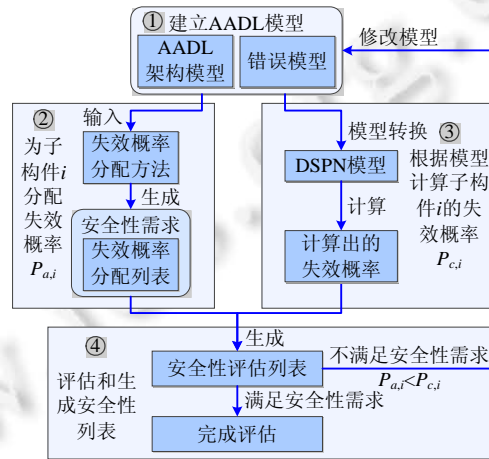 ① 建立AADL模型
AADL
架构模型
错误模型
修改模型
②
为子
构件i
分配
失效
概率
Pa,i
输入
失效概率
分配方法
生成
安全性需求
失效概率
分配列表
模型转换
③
DSPN模型
根据模型
计算子构
件i的失
效概率
Pc,i
计算
计算出的
失效概率
④
评估和生
成安全性
列表
生成
安全性评估列表
不满足安全性需求
Pa,i<Pc,i
满足安全性需求
完成评估